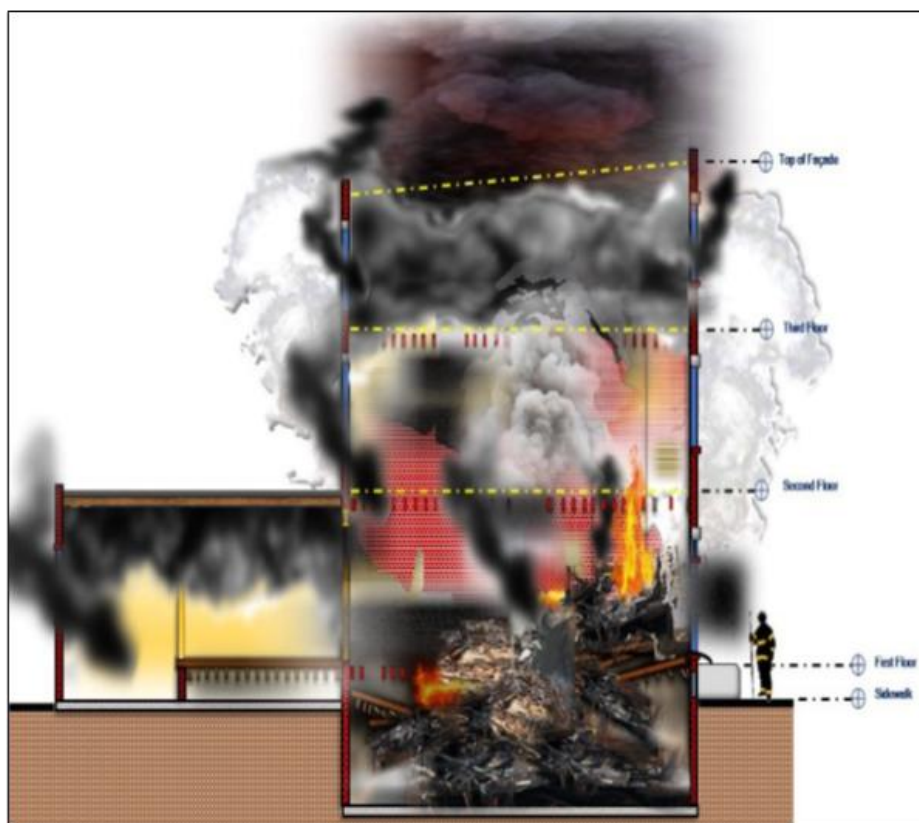 Top of Façade
Third Floor
Second Floor
First Floor
Sidewalk